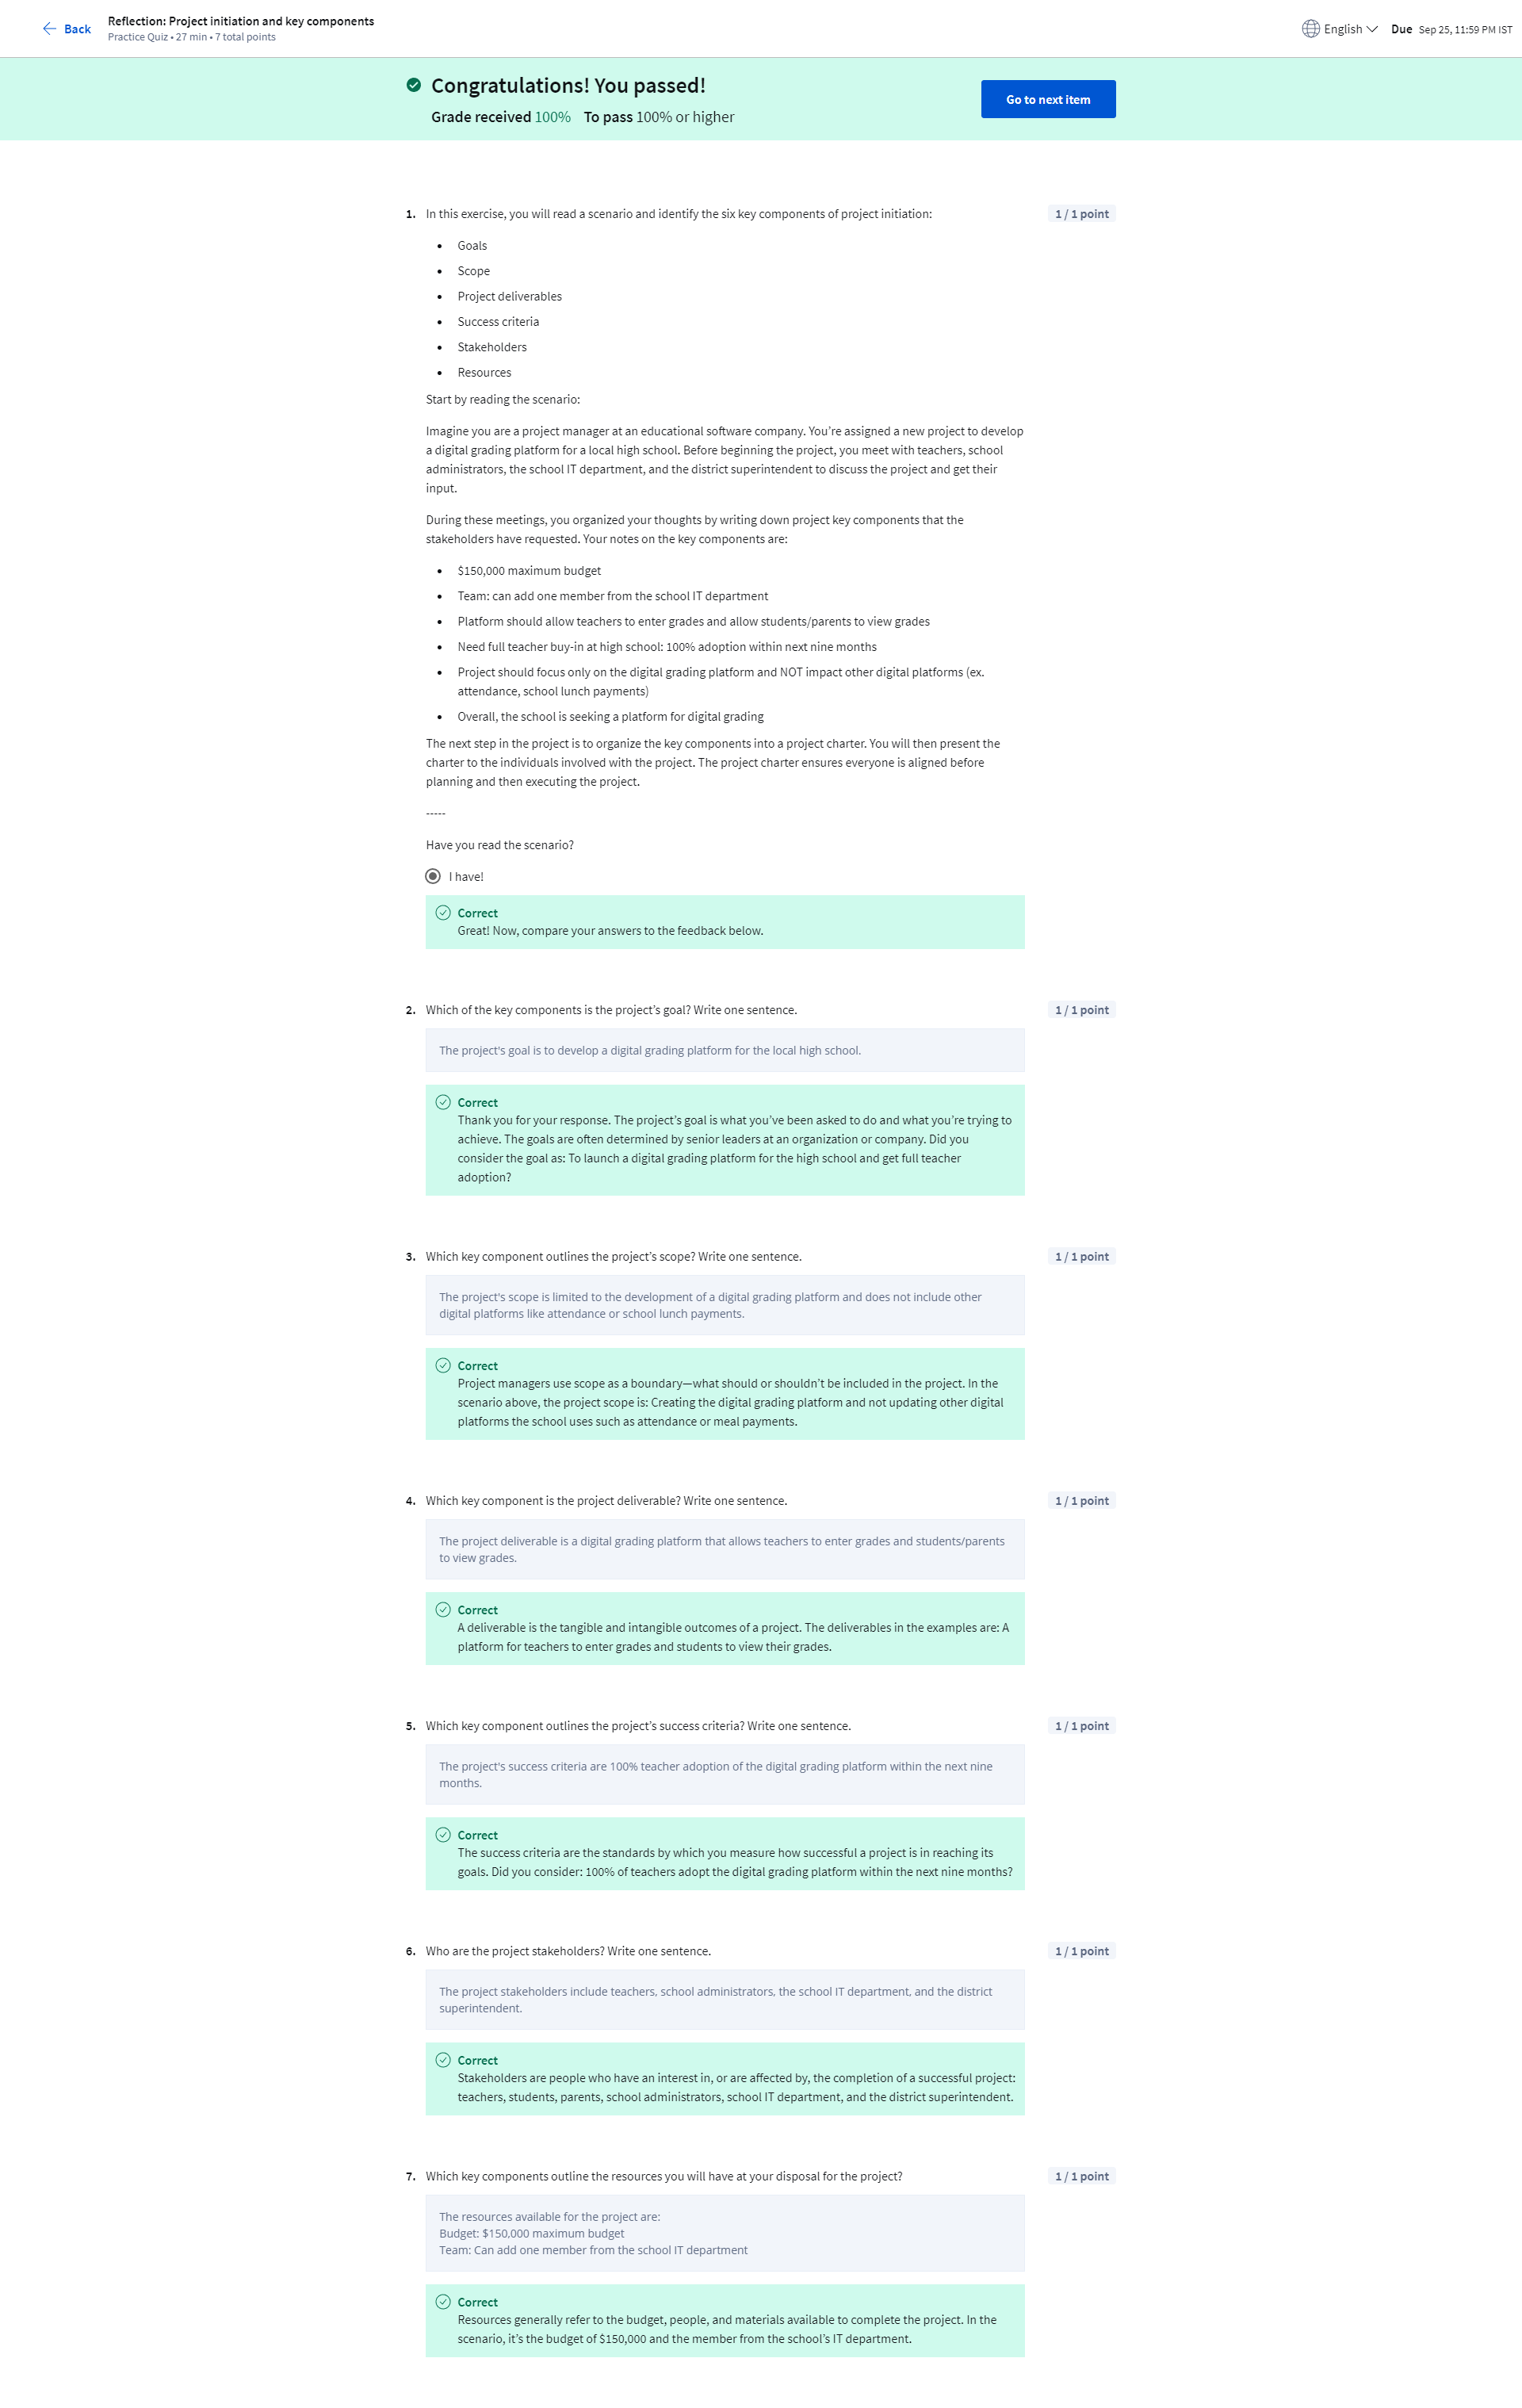 Back
Reflection: Project initiation and key components
Practice Quiz • 27 min • 7 total points
English
Due Sep 25, 11:59 PM IST
Congratulations! You passed!
Grade received 100% To pass 100% or higher
Go to next item
1. In this exercise, you will read a scenario and identify the six key components of project initiation:
1 / 1 point
• Goals
• Scope
• Project deliverables
• Success criteria
• Stakeholders
• Resources
Start by reading the scenario:
Imagine you are a project manager at an educational software company. You’re assigned a new project to develop
a digital grading platform for a local high school. Before beginning the project, you meet with teachers, school
administrators, the school IT department, and the district superintendent to discuss the project and get their
input.
During these meetings, you organized your thoughts by writing down project key components that the
stakeholders have requested. Your notes on the key components are:
• $150,000 maximum budget
• Team: can add one member from the school IT department
• Platform should allow teachers to enter grades and allow students/parents to view grades
• Need full teacher buy-in at high school: 100% adoption within next nine months
• Project should focus only on the digital grading platform and NOT impact other digital platforms (ex.
attendance, school lunch payments)
• Overall, the school is seeking a platform for digital grading
The next step in the project is to organize the key components into a project charter. You will then present the
charter to the individuals involved with the project. The project charter ensures everyone is aligned before
planning and then executing the project.
-----
Have you read the scenario?
I have!
Correct
Great! Now, compare your answers to the feedback below.
2. Which of the key components is the project’s goal? Write one sentence.
1 / 1 point
The project's goal is to develop a digital grading platform for the local high school.
Correct
Thank you for your response. The project’s goal is what you’ve been asked to do and what you’re trying to
achieve. The goals are often determined by senior leaders at an organization or company. Did you
consider the goal as: To launch a digital grading platform for the high school and get full teacher
adoption?
3. Which key component outlines the project’s scope? Write one sentence.
1 / 1 point
The project's scope is limited to the development of a digital grading platform and does not include other
digital platforms like attendance or school lunch payments.
Correct
Project managers use scope as a boundary—what should or shouldn’t be included in the project. In the
scenario above, the project scope is: Creating the digital grading platform and not updating other digital
platforms the school uses such as attendance or meal payments.
4. Which key component is the project deliverable? Write one sentence.
1 / 1 point
The project deliverable is a digital grading platform that allows teachers to enter grades and students/parents
to view grades.
Correct
A deliverable is the tangible and intangible outcomes of a project. The deliverables in the examples are: A
platform for teachers to enter grades and students to view their grades.
5. Which key component outlines the project’s success criteria? Write one sentence.
1 / 1 point
The project's success criteria are 100% teacher adoption of the digital grading platform within the next nine
months.
Correct
The success criteria are the standards by which you measure how successful a project is in reaching its
goals. Did you consider: 100% of teachers adopt the digital grading platform within the next nine months?
6. Who are the project stakeholders? Write one sentence.
1 / 1 point
The project stakeholders include teachers, school administrators, the school IT department, and the district
superintendent.
Correct
Stakeholders are people who have an interest in, or are affected by, the completion of a successful project:
teachers, students, parents, school administrators, school IT department, and the district superintendent.
7. Which key components outline the resources you will have at your disposal for the project?
1 / 1 point
The resources available for the project are:
Budget: $150,000 maximum budget
Team: Can add one member from the school IT department
Correct
Resources generally refer to the budget, people, and materials available to complete the project. In the
scenario, it’s the budget of $150,000 and the member from the school’s IT department.